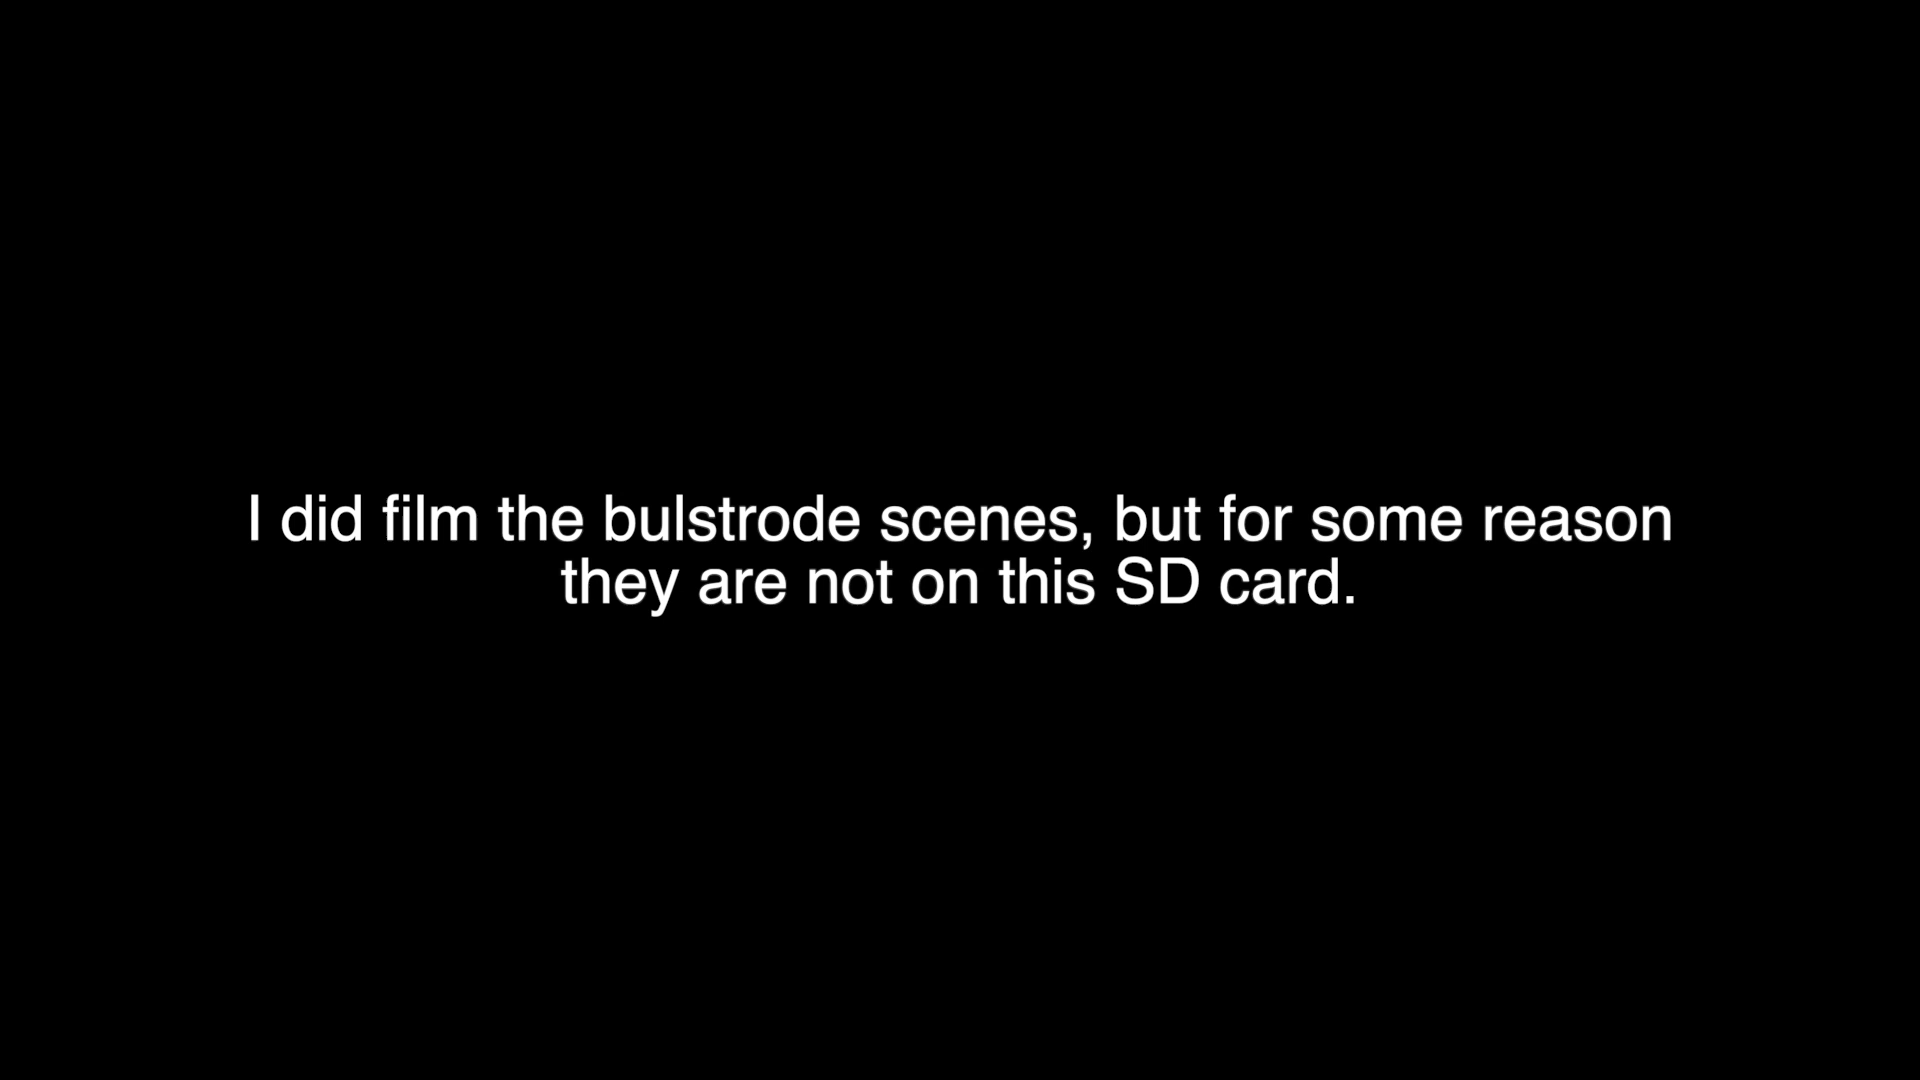 I did film the bulstrode scenes, but for some reason
they are not on this SD card.